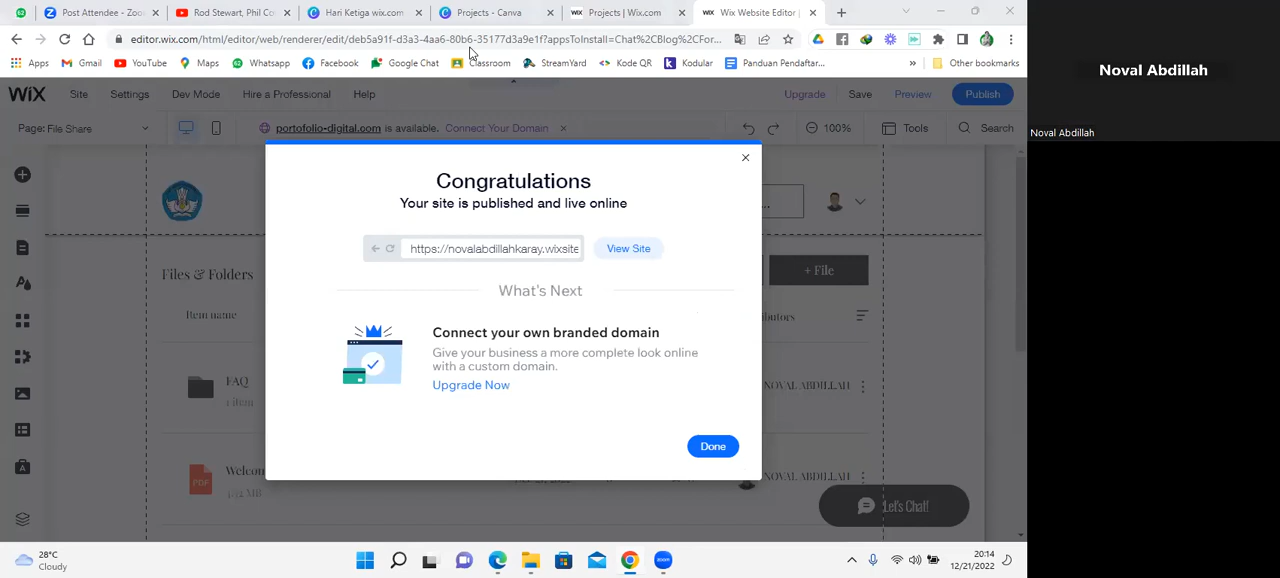 Post Attendee - Zoo
Rod Stewart, Phil Co
Hari Ketiga wix.com
Projects - Canva
WIX Projects | Wix.com
WIX Wix Website Editor |
editor.wix.com/html/editor/web/renderer/edit/deb5a91f-d3a3-4aa6-80b6-35177d3a9e1f?appsToInstall=Chat%2CBlog%2CFor...
Apps Gmail YouTube Maps Whatsapp Facebook Google Chat Classroom StreamYard Kode QR Kodular Panduan Pendaftar... » Other bookmarks
WiX Site Settings Dev Mode Hire a Professional Help Upgrade Save Preview Publish
Page: File Share portofolio-digital.com is available. Connect Your Domain 100% Tools Search
Congratulations
Your site is published and live online
https://novalabdillahkaray.wixsite View Site
What's Next
Connect your own branded domain
Give your business a more complete look online
with a custom domain.
Upgrade Now
Done
Files & Folders
+ File
Item name
FAQ
1 item
NOVAL ABDILLAH
PDF
NOVAL ABDILLAH
Let's Chat!
28°C
Cloudy
zoom
20:14
12/21/2022
Noval Abdillah
Noval Abdillah